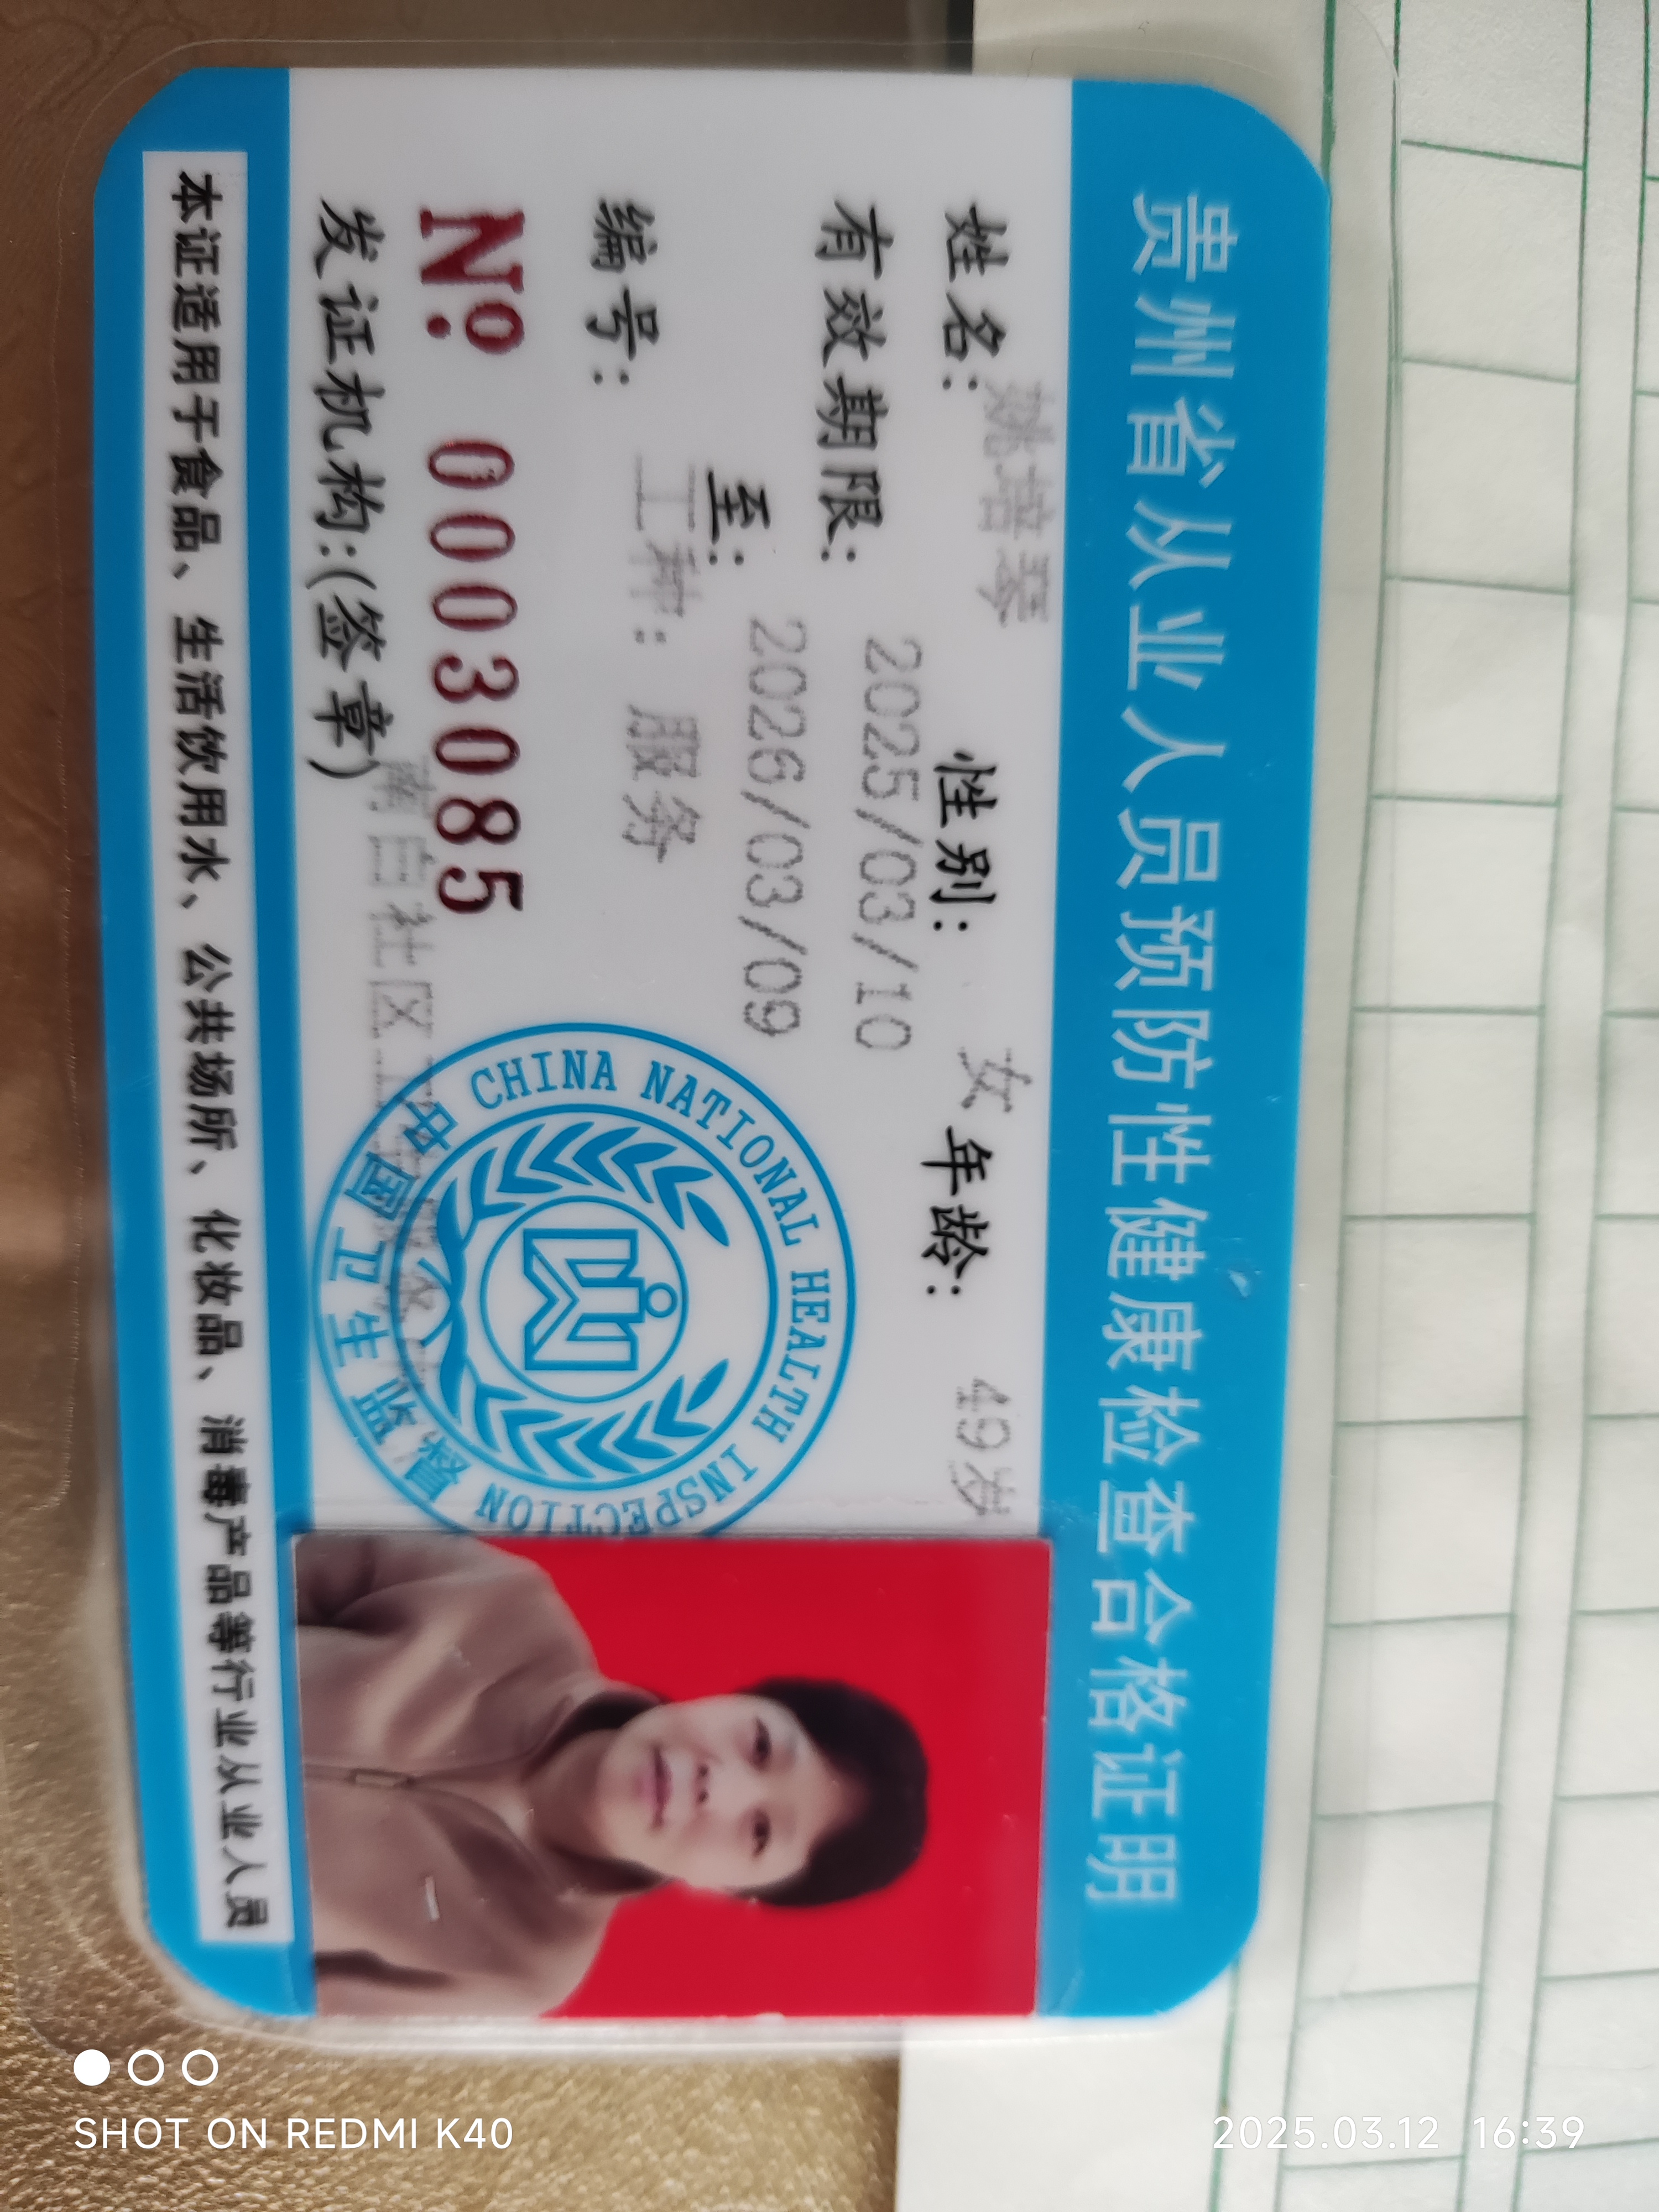 贵州省从业人员预防性健康检查合格证明
姓名: 姚培琴 性别: 女 年龄: 49岁
有效期限: 2025/03/10
至: 2026/03/09
编号: 工种: 服务
Nº 0003085
发证机构:(签章) 南白社区
CHINA NATIONAL HEALTH INSPECTION
中国卫生监督
本证适用于食品、生活饮用水、公共场所、化妆品、消毒产品等行业从业人员
SHOT ON REDMI K40
2025.03.12 16:39